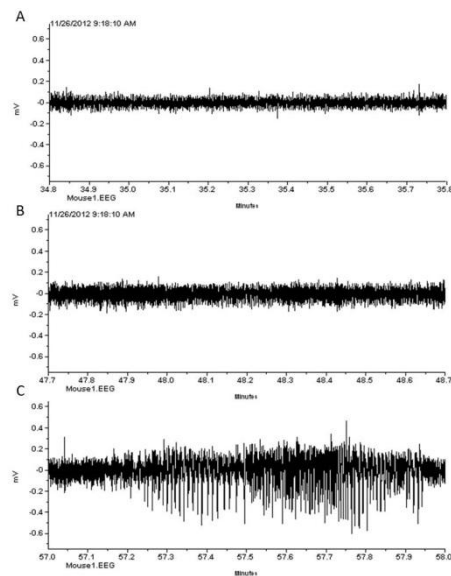 A
11/26/2012 9:18:10 AM
0.6
0.4
0.2
mV
-0
-0.2
-0.4
-0.6
34.8 34.9 35.0 35.1 35.2 35.3 35.4 35.5 35.6 35.7 35.8
Mouse1.EEG
Minutes
B
11/26/2012 9:18:10 AM
0.6
0.4
0.2
mV
-0
-0.2
-0.4
-0.6
47.7 47.8 47.9 48.0 48.1 48.2 48.3 48.4 48.5 48.6 48.7
Mouse1.EEG
Minutes
C
0.6
0.4
0.2
mV
-0
-0.2
-0.4
-0.6
57.0 57.1 57.2 57.3 57.4 57.5 57.6 57.7 57.8 57.9 58.0
Mouse1.EEG
Minutes